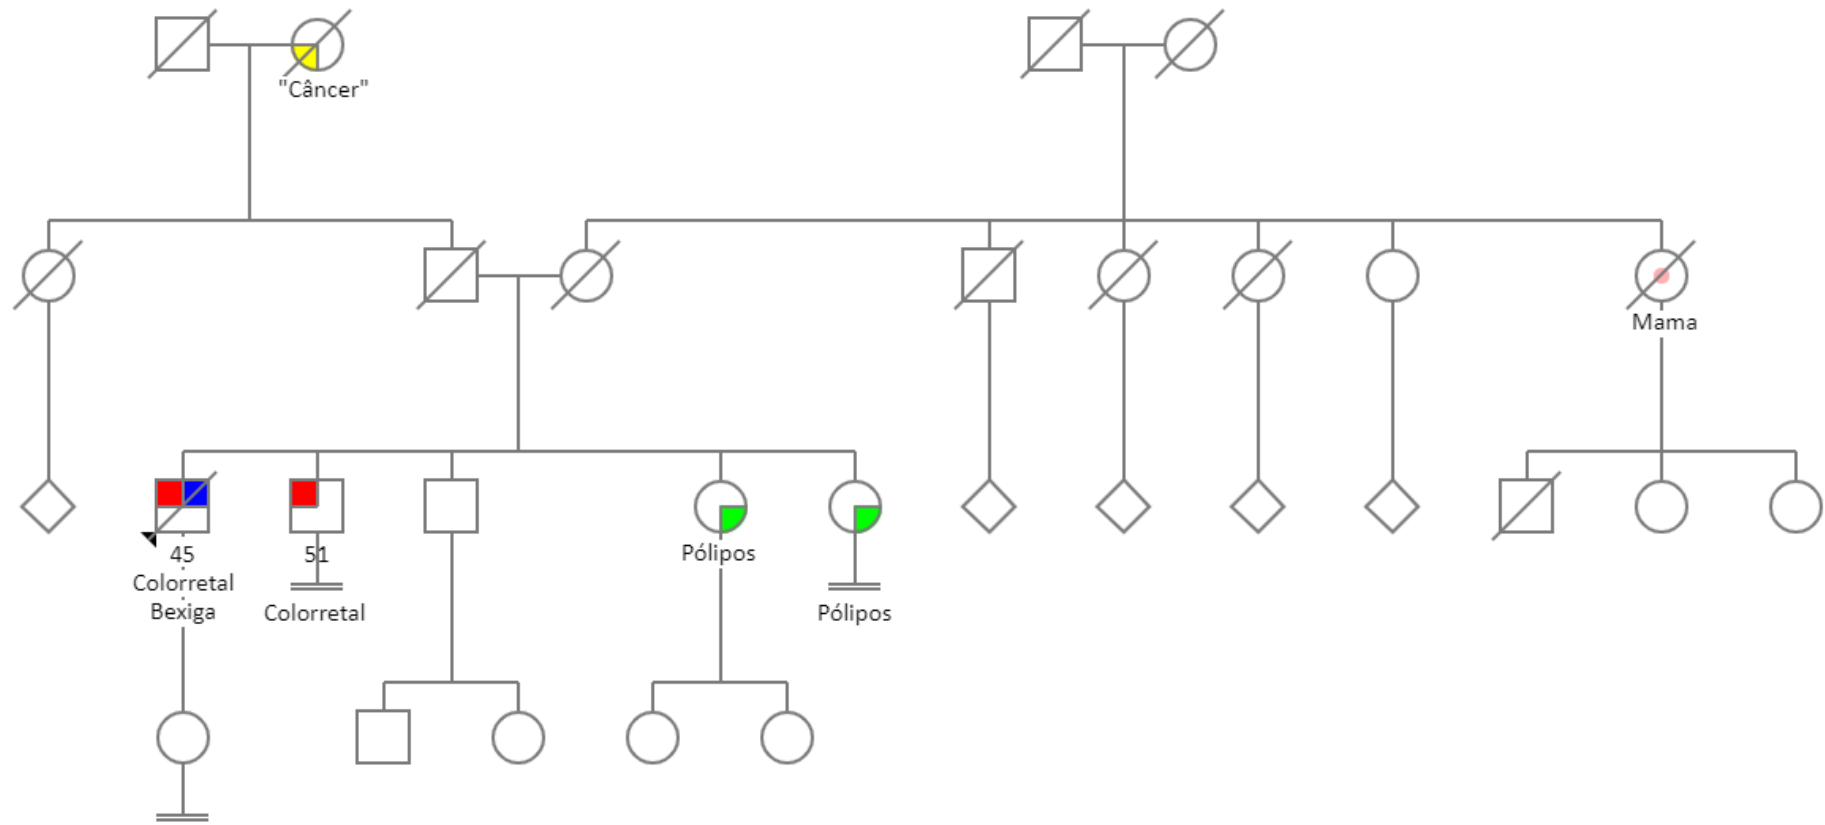 "Câncer"
Mama
45
Colorretal
Bexiga
51
Colorretal
Pólipos
Pólipos